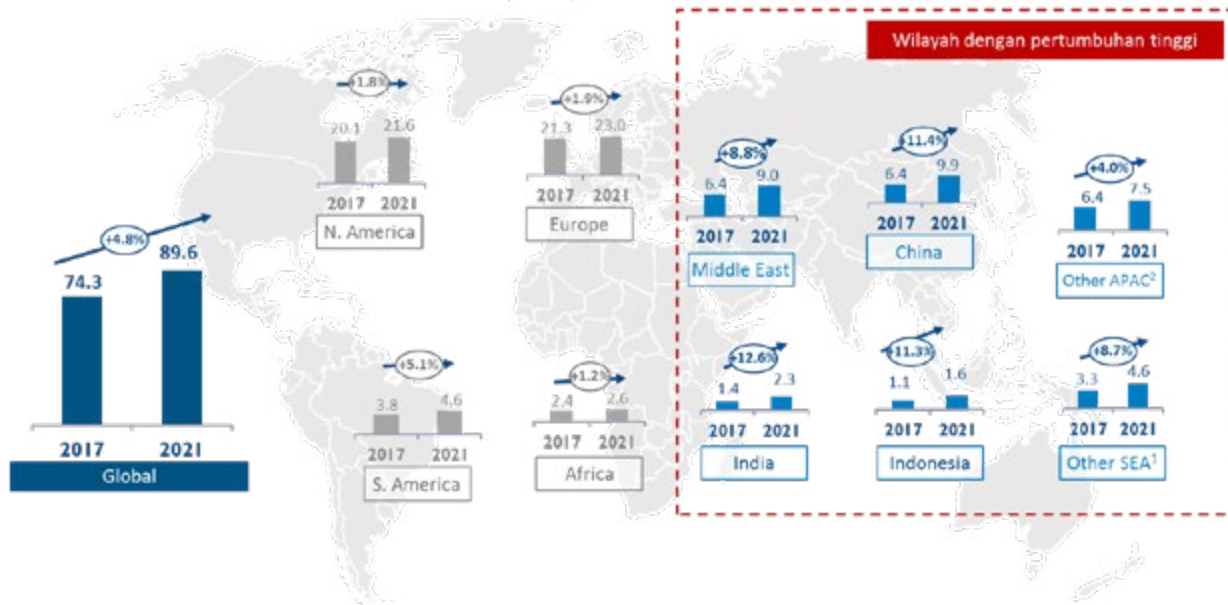 Wilayah dengan pertumbuhan tinggi
+1.8%
20.1 21.6
2017 2021
N. America
+1.9%
21.3 23.0
2017 2021
Europe
+8.8%
6.4 9.0
2017 2021
Middle East
+11.4%
6.4 9.9
2017 2021
China
+4.0%
6.4 7.5
2017 2021
Other APAC²
+4.8%
74.3 89.6
2017 2021
Global
+5.1%
3.8 4.6
2017 2021
S. America
+1.2%
2.4 2.6
2017 2021
Africa
+12.6%
1.4 2.3
2017 2021
India
+11.3%
1.1 1.6
2017 2021
Indonesia
+8.7%
3.3 4.6
2017 2021
Other SEA¹